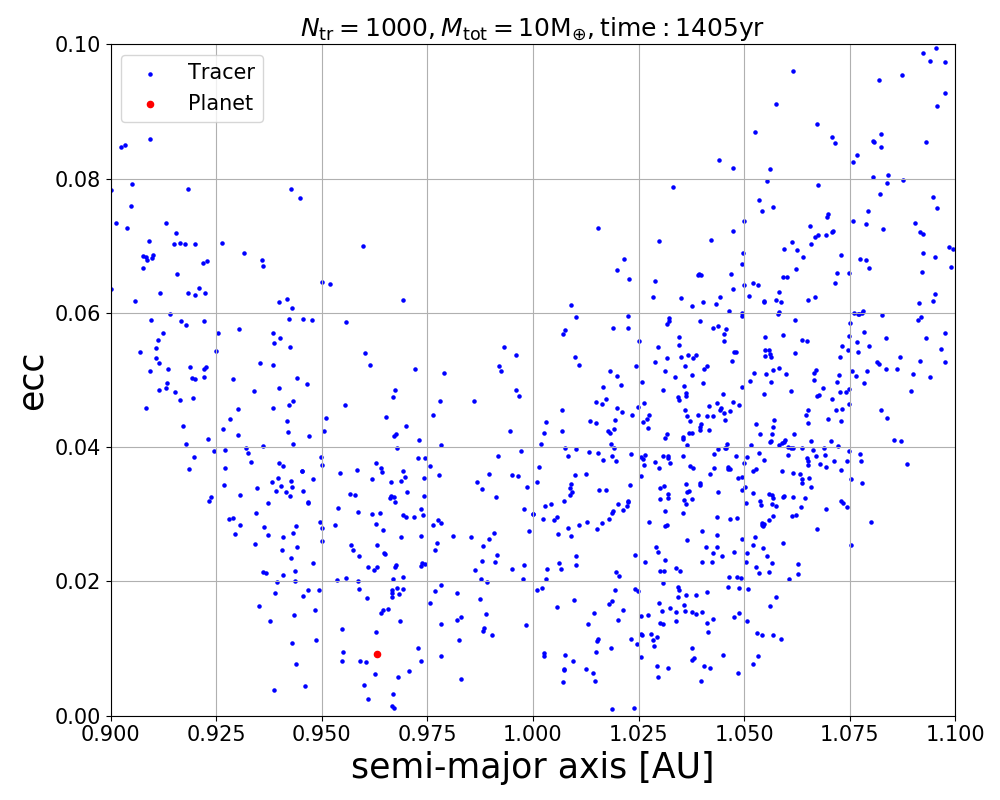 N_tr = 1000, M_tot = 10M_⊕, time : 1405yr
Tracer
Planet
ecc
0.10
0.08
0.06
0.04
0.02
0.00
0.900 0.925 0.950 0.975 1.000 1.025 1.050 1.075 1.100
semi-major axis [AU]